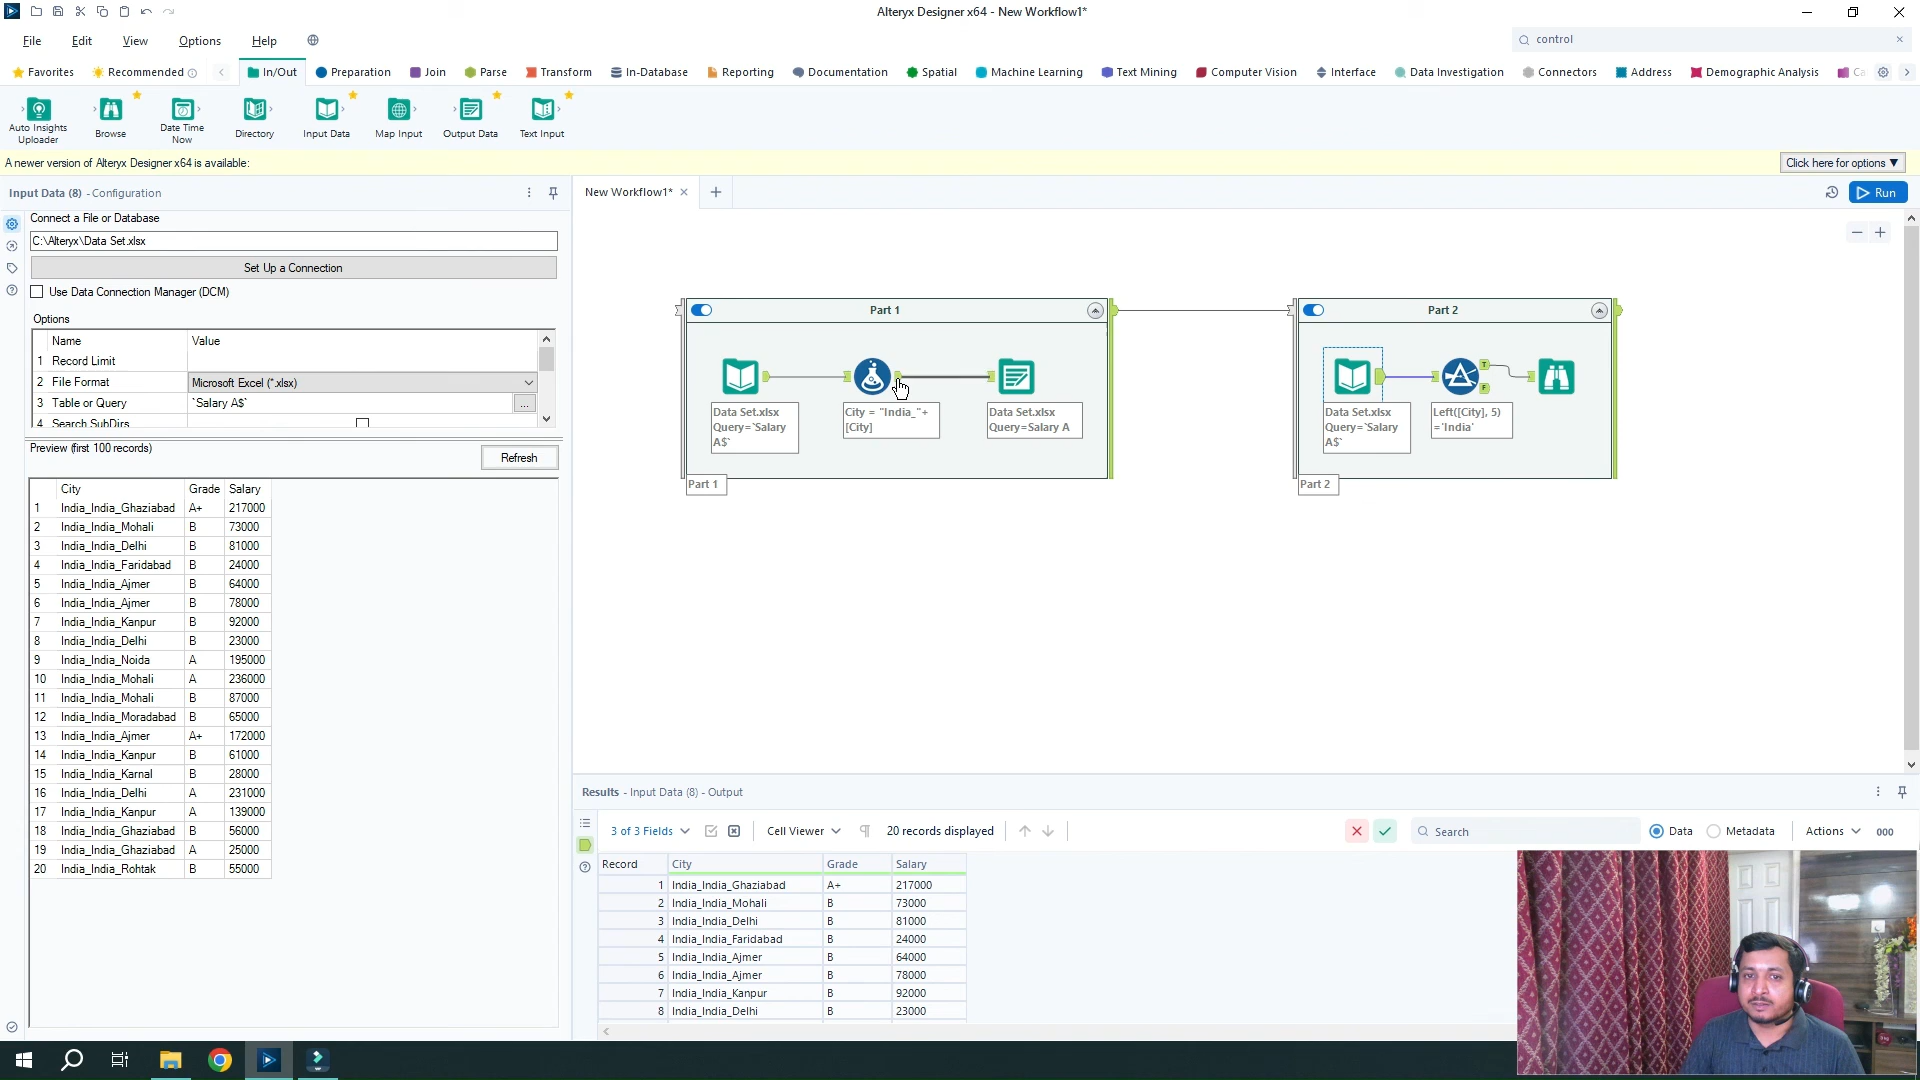 Alteryx Designer x64 - New Workflow1*
File
Edit
View
Options
Help
control
Favorites
Recommended
In/Out
Preparation
Join
Parse
Transform
In-Database
Reporting
Documentation
Spatial
Machine Learning
Text Mining
Computer Vision
Interface
Data Investigation
Connectors
Address
Demographic Analysis
Ca
Auto Insights
Uploader
Browse
Date Time
Now
Directory
Input Data
Map Input
Output Data
Text Input
A newer version of Alteryx Designer x64 is available:
Click here for options ▼
Input Data (8) - Configuration
Connect a File or Database
C:\Alteryx\Data Set.xlsx
Set Up a Connection
Use Data Connection Manager (DCM)
Options
Name Value
1 Record Limit
2 File Format Microsoft Excel (*.xlsx)
3 Table or Query `Salary A$` ...
4 Search SubDirs
Preview (first 100 records)
Refresh
City Grade Salary
1 India_India_Ghaziabad A+ 217000
2 India_India_Mohali B 73000
3 India_India_Delhi B 81000
4 India_India_Faridabad B 24000
5 India_India_Ajmer B 64000
6 India_India_Ajmer B 78000
7 India_India_Kanpur B 92000
8 India_India_Delhi B 23000
9 India_India_Noida A 195000
10 India_India_Mohali A 236000
11 India_India_Mohali B 87000
12 India_India_Moradabad B 65000
13 India_India_Ajmer A+ 172000
14 India_India_Kanpur B 61000
15 India_India_Karnal B 28000
16 India_India_Delhi A 231000
17 India_India_Kanpur A 139000
18 India_India_Ghaziabad B 56000
19 India_India_Ghaziabad A 25000
20 India_India_Rohtak B 55000
New Workflow1*
Run
Part 1
Data Set.xlsx
Query=`Salary
A$`
City = "India_"+
[City]
Data Set.xlsx
Query=Salary A
Part 1
Part 2
Data Set.xlsx
Query=`Salary
A$`
Left([City], 5)
='India'
T
F
Part 2
Results - Input Data (8) - Output
3 of 3 Fields
Cell Viewer
20 records displayed
Search
Data
Metadata
Actions
000
Record City Grade Salary
1 India_India_Ghaziabad A+ 217000
2 India_India_Mohali B 73000
3 India_India_Delhi B 81000
4 India_India_Faridabad B 24000
5 India_India_Ajmer B 64000
6 India_India_Ajmer B 78000
7 India_India_Kanpur B 92000
8 India_India_Delhi B 23000